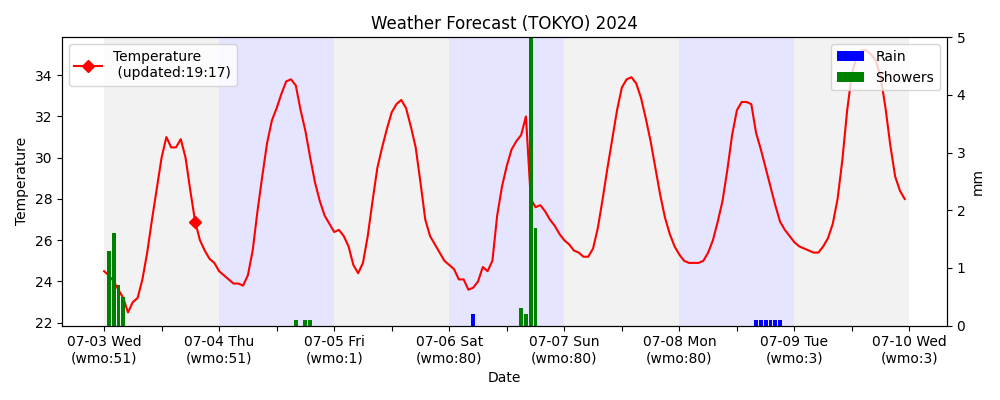 Weather Forecast (TOKYO) 2024
Temperature
(updated:19:17)
Rain
Showers
Temperature
34
32
30
28
26
24
22
5
4
3
2
1
0
mm
07-03 Wed
(wmo:51)
07-04 Thu
(wmo:51)
07-05 Fri
(wmo:1)
07-06 Sat
(wmo:80)
07-07 Sun
(wmo:80)
07-08 Mon
(wmo:80)
07-09 Tue
(wmo:3)
07-10 Wed
(wmo:3)
Date